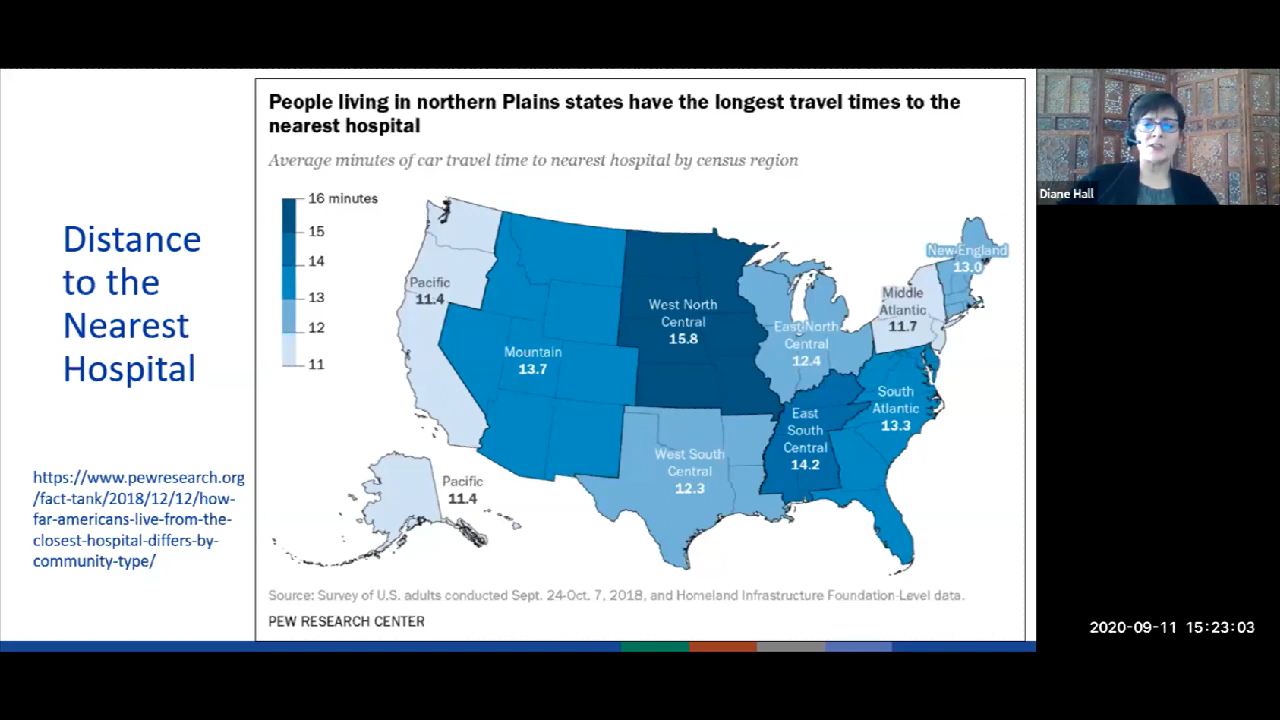 Distance
to the
Nearest
Hospital
https://www.pewresearch.org
/fact-tank/2018/12/12/how-
far-americans-live-from-the-
closest-hospital-differs-by-
community-type/
People living in northern Plains states have the longest travel times to the
nearest hospital
Average minutes of car travel time to nearest hospital by census region
16 minutes
15
14
13
12
11
Pacific
11.4
Mountain
13.7
West North
Central
15.8
East North
Central
12.4
New England
13.0
Middle
Atlantic
11.7
South
Atlantic
13.3
East
South
Central
14.2
West South
Central
12.3
Pacific
11.4
Source: Survey of U.S. adults conducted Sept. 24-Oct. 7, 2018, and Homeland Infrastructure Foundation-Level data.
PEW RESEARCH CENTER
Diane Hall
2020-09-11 15:23:03